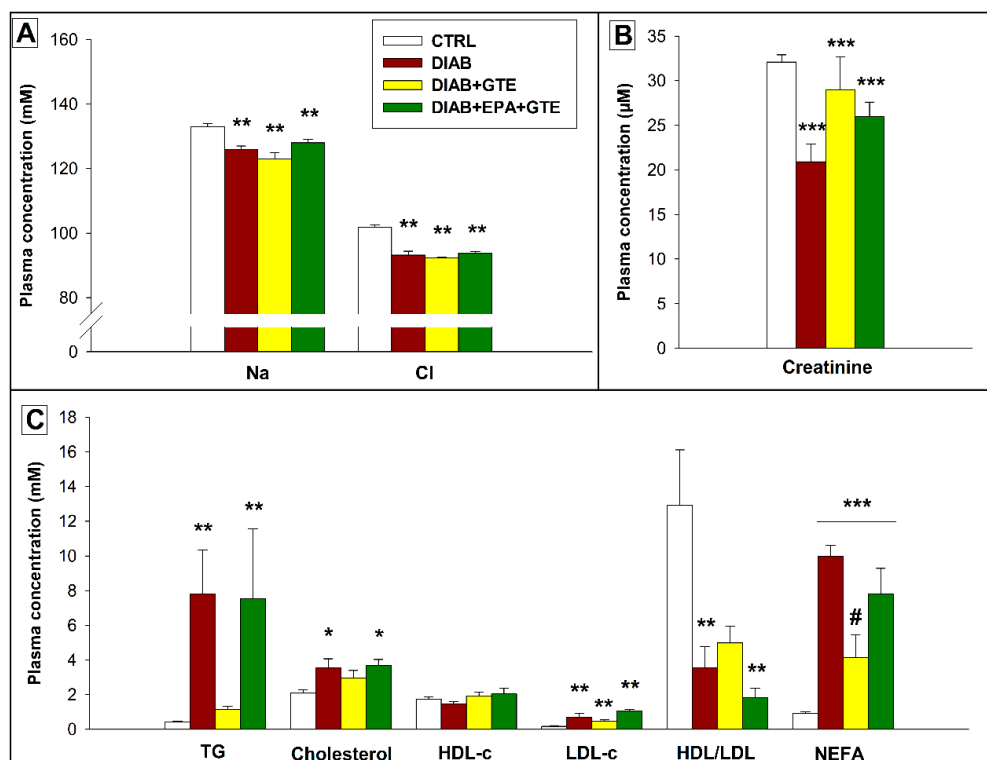 A
Plasma concentration (mM)
160
140
120
100
80
0
CTRL
DIAB
DIAB+GTE
DIAB+EPA+GTE
** ** **
** ** **
Na Cl
B
Plasma concentration (µM)
35
30
25
20
15
10
5
0
***
***
***
Creatinine
C
Plasma concentration (mM)
18
16
14
12
10
8
6
4
2
0
** **
* *
** ** **
** **
***
#
TG Cholesterol HDL-c LDL-c HDL/LDL NEFA